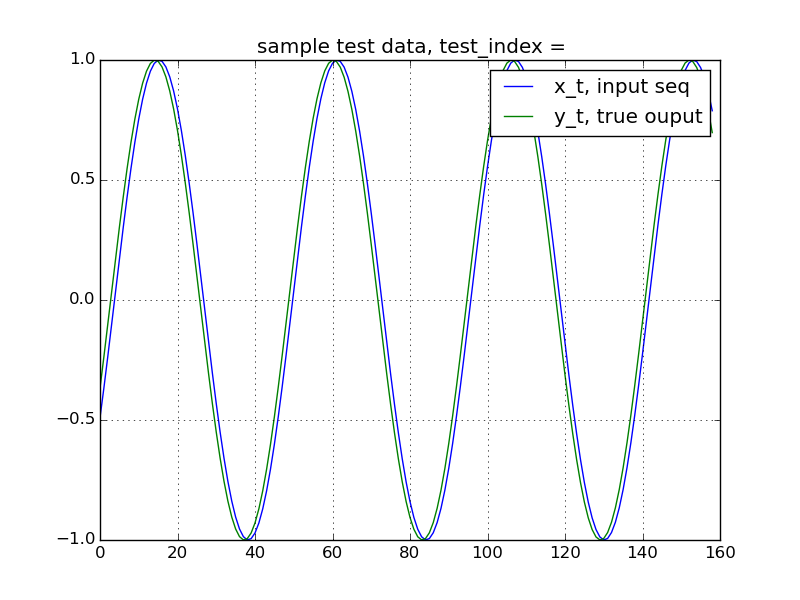 sample test data, test_index =
x_t, input seq
y_t, true ouput
1.0
0.5
0.0
−0.5
−1.0
0 20 40 60 80 100 120 140 160